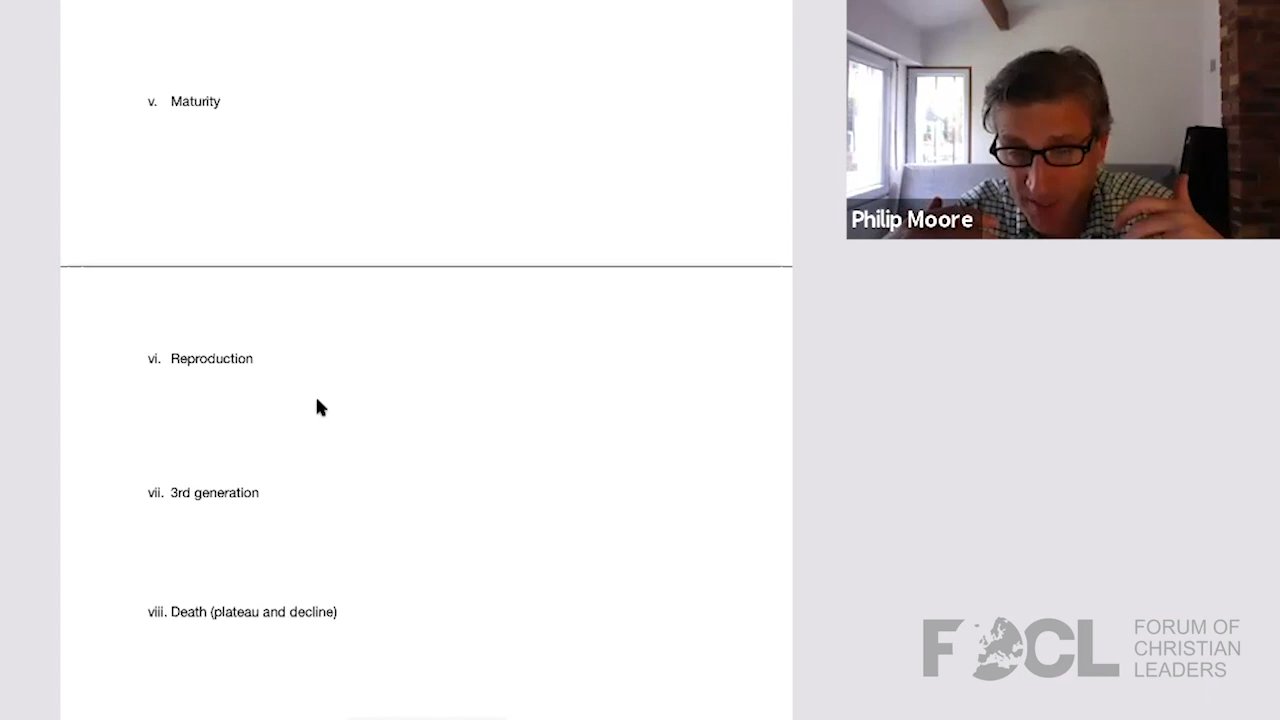 v. Maturity
Philip Moore
vi. Reproduction
vii. 3rd generation
viii. Death (plateau and decline)
FOCL
FORUM OF
CHRISTIAN
LEADERS